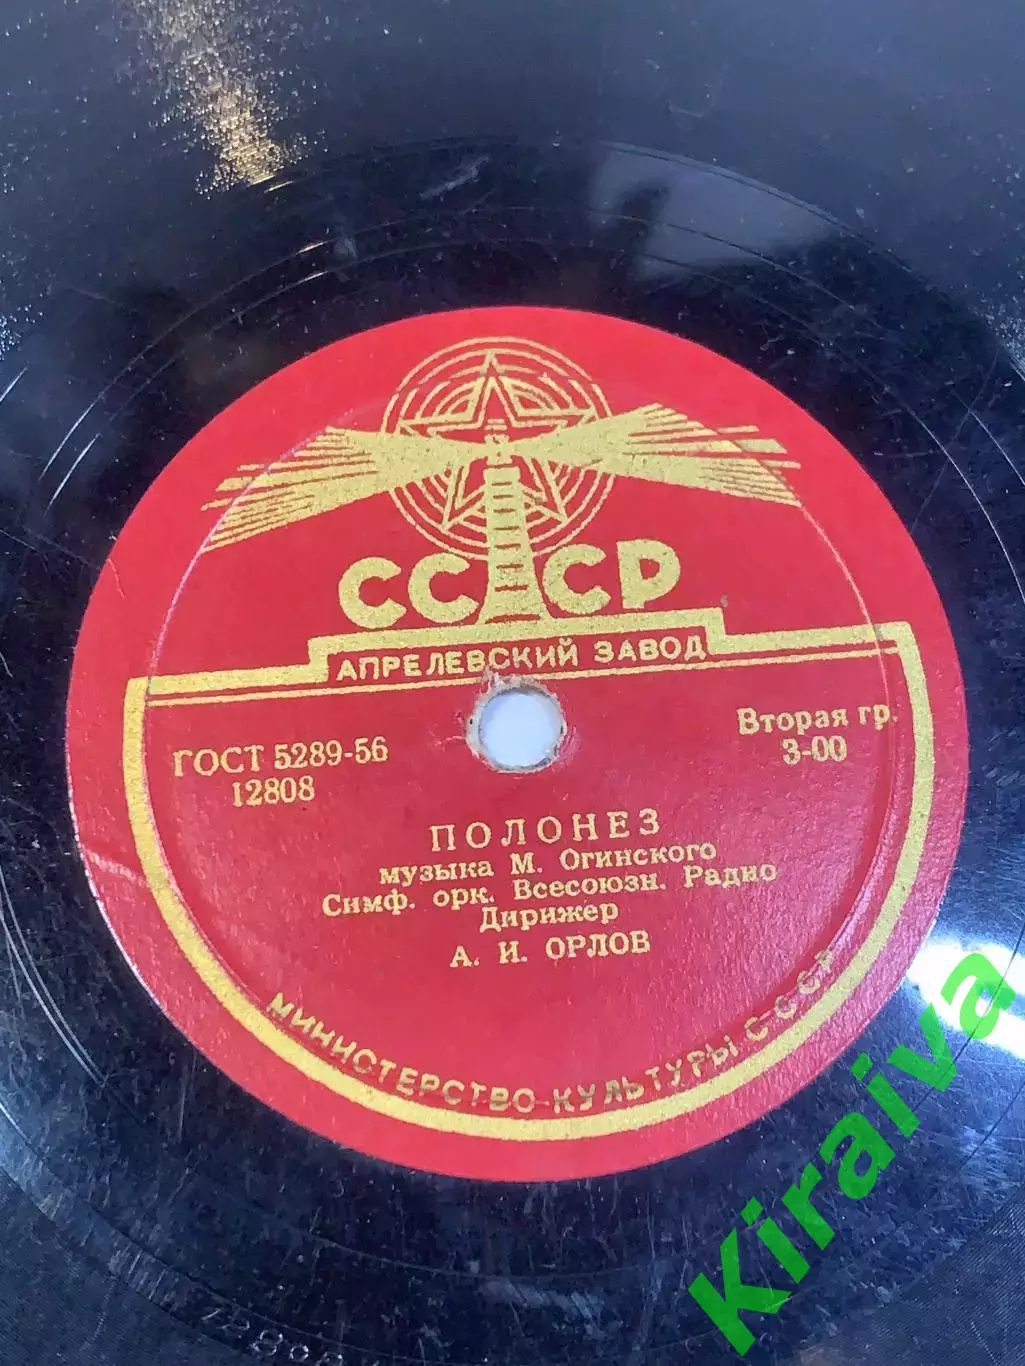 СССР
АПРЕЛЕВСКИЙ ЗАВОД
ГОСТ 5289-56
12808
Вторая гр.
3-00
ПОЛОНЕЗ
музыка М. Огинского
Симф. орк. Всесоюзн. Радио
Дирижер
А. И. ОРЛОВ
МИНИСТЕРСТВО КУЛЬТУРЫ СССР
Kiraiva